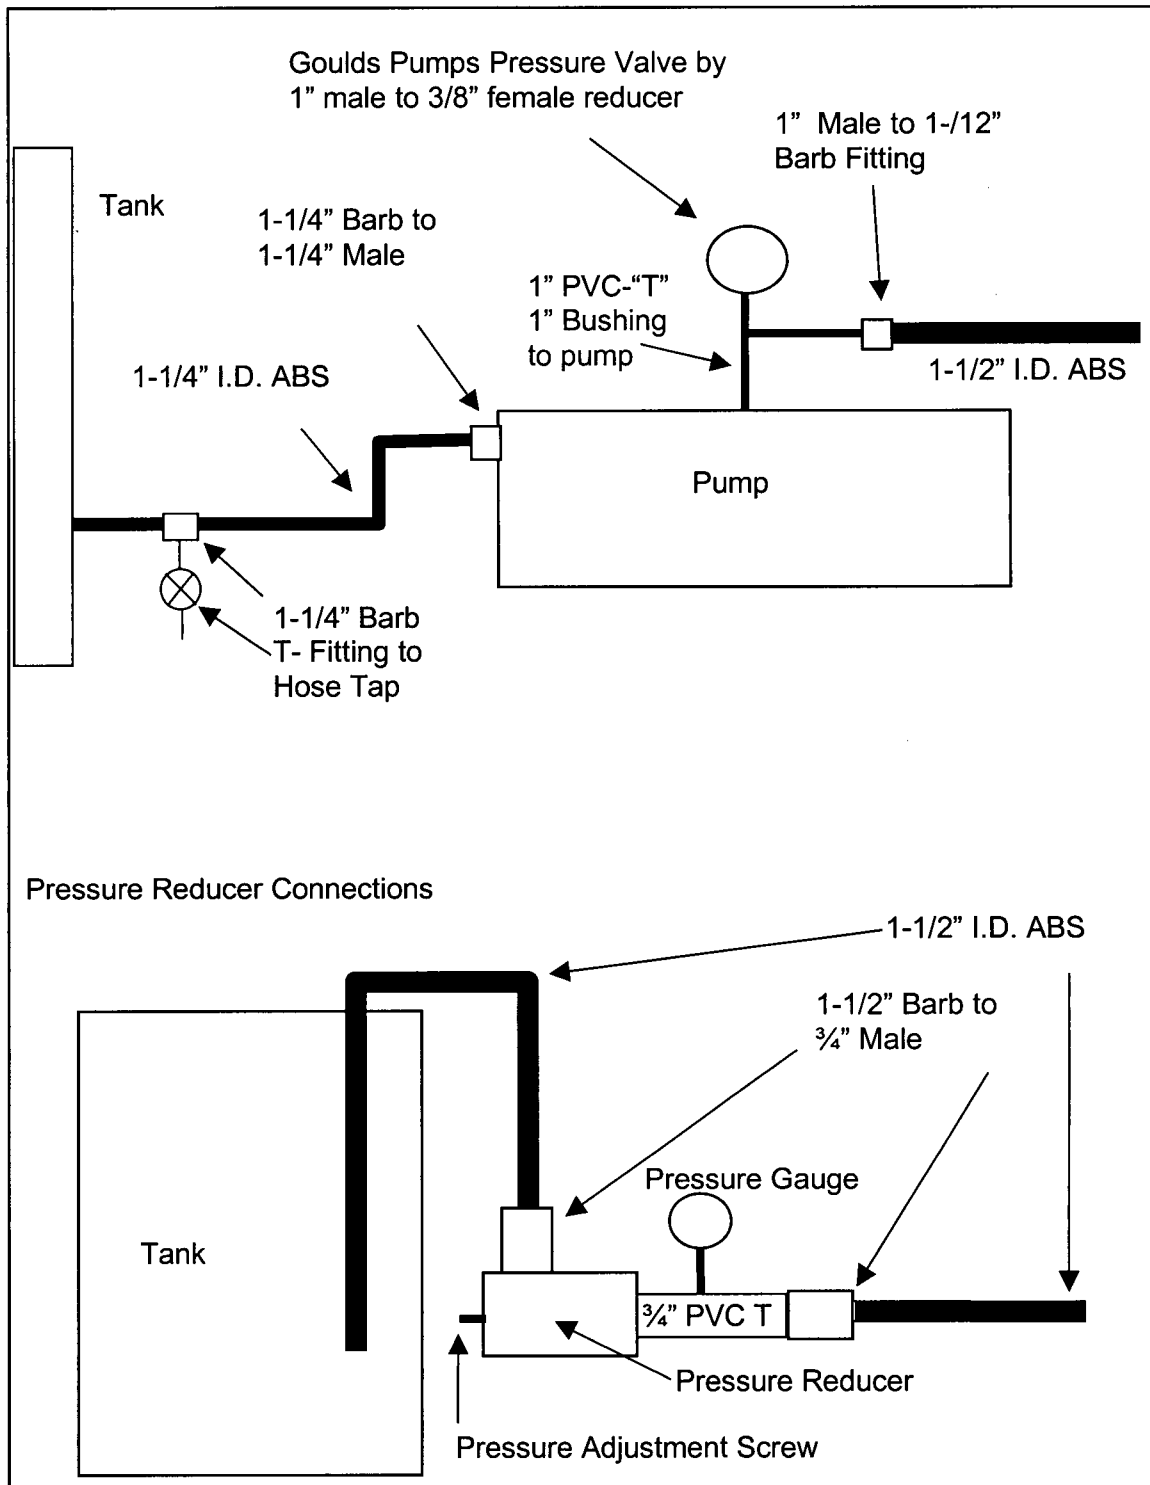 Goulds Pumps Pressure Valve by
1” male to 3/8” female reducer
1”  Male to 1-/12”
Barb Fitting
Tank
1-1/4” Barb to
1-1/4” Male
1” PVC-“T”
1” Bushing
to pump
1-1/4” I.D. ABS
1-1/2” I.D. ABS
Pump
1-1/4” Barb
T- Fitting to
Hose Tap
Pressure Reducer Connections
1-1/2” I.D. ABS
1-1/2” Barb to
¾” Male
Pressure Gauge
Tank
¾” PVC T
Pressure Reducer
Pressure Adjustment Screw